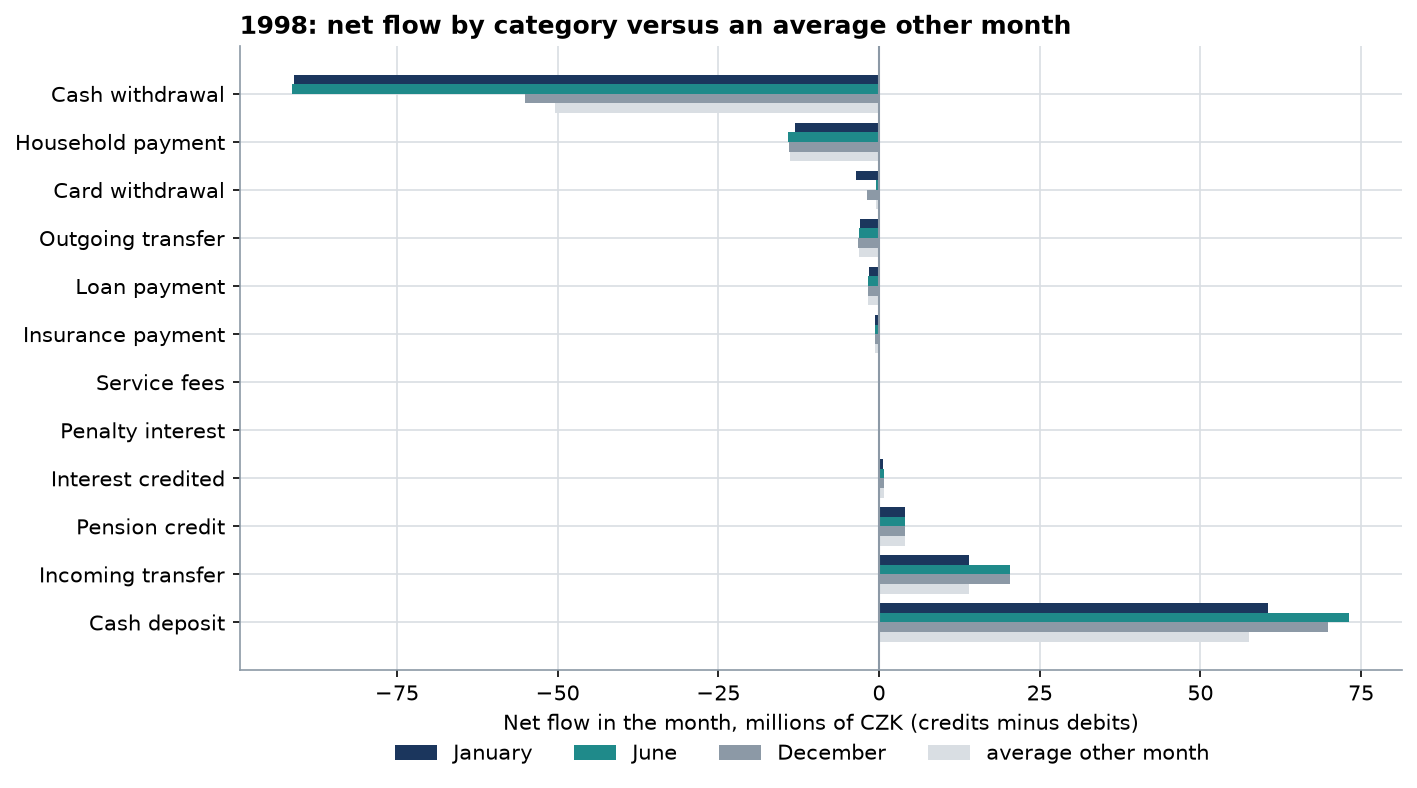 1998: net flow by category versus an average other month
Cash withdrawal
Household payment
Card withdrawal
Outgoing transfer
Loan payment
Insurance payment
Service fees
Penalty interest
Interest credited
Pension credit
Incoming transfer
Cash deposit
−75 −50 −25 0 25 50 75
Net flow in the month, millions of CZK (credits minus debits)
January June December average other month